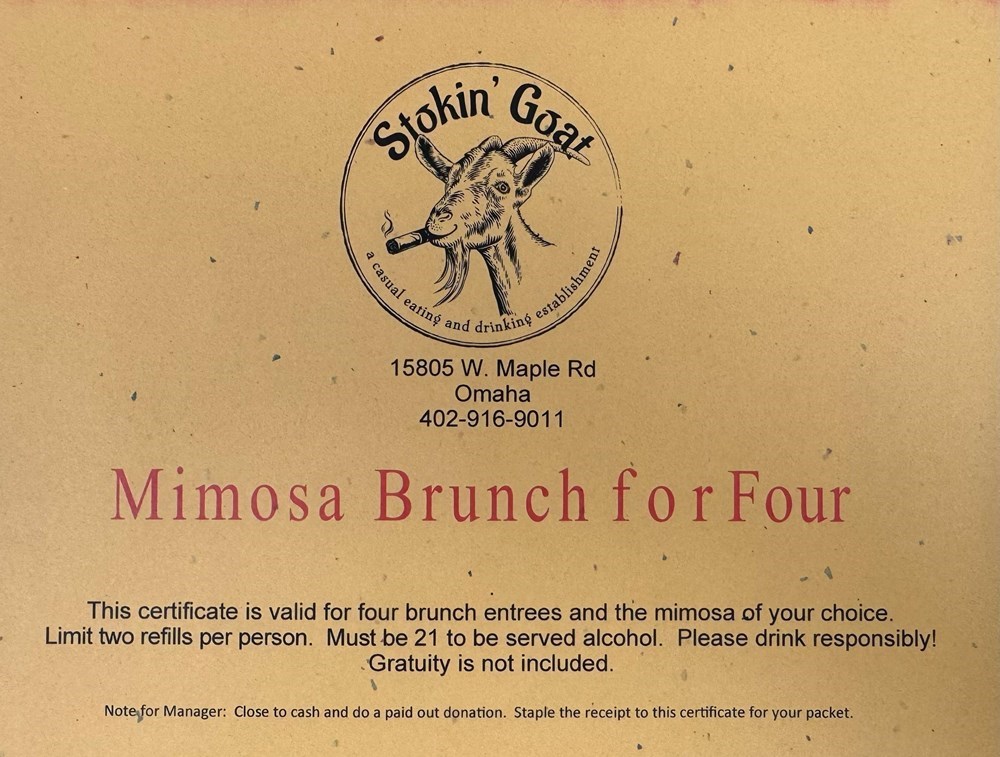 Stokin' Goat
a casual eating and drinking establishment
15805 W. Maple Rd
Omaha
402-916-9011
Mimosa Brunch for Four
This certificate is valid for four brunch entrees and the mimosa of your choice.
Limit two refills per person. Must be 21 to be served alcohol. Please drink responsibly!
Gratuity is not included.
Note for Manager: Close to cash and do a paid out donation. Staple the receipt to this certificate for your packet.